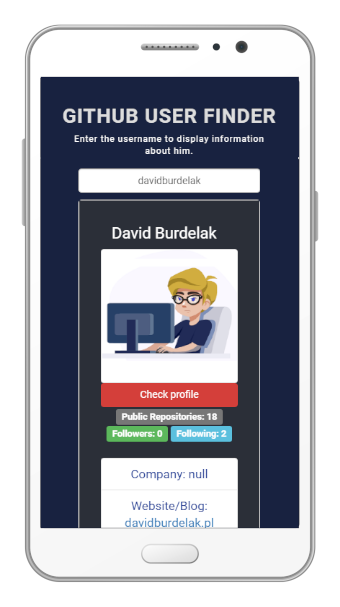 GITHUB USER FINDER
Enter the username to display information
about him.
davidburdelak
David Burdelak
Check profile
Public Repositories: 18
Followers: 0 Following: 2
Company: null
Website/Blog:
davidburdelak.pl